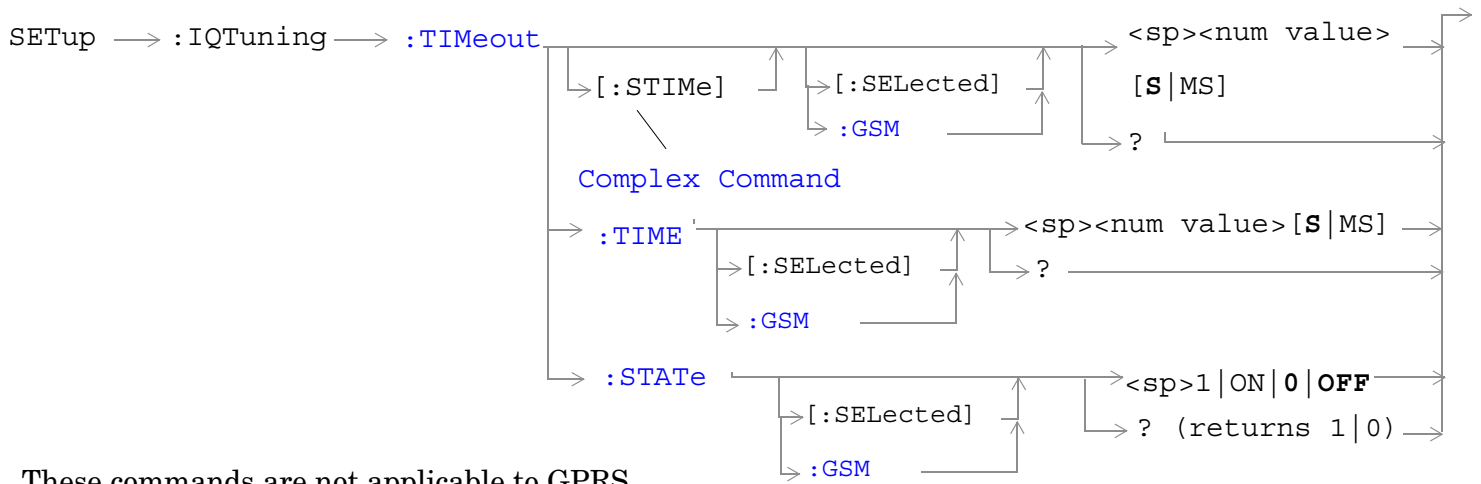 SETup :IQTuning :TIMeout <sp><num value>
[:STIMe] [:SELected] [S|MS]
:GSM ?
Complex Command
:TIME <sp><num value>[S|MS]
[:SELected] ?
:GSM
:STATe <sp>1|ON|0|OFF
[:SELected] ? (returns 1|0)
:GSM
These commands are not applicable to GPRS